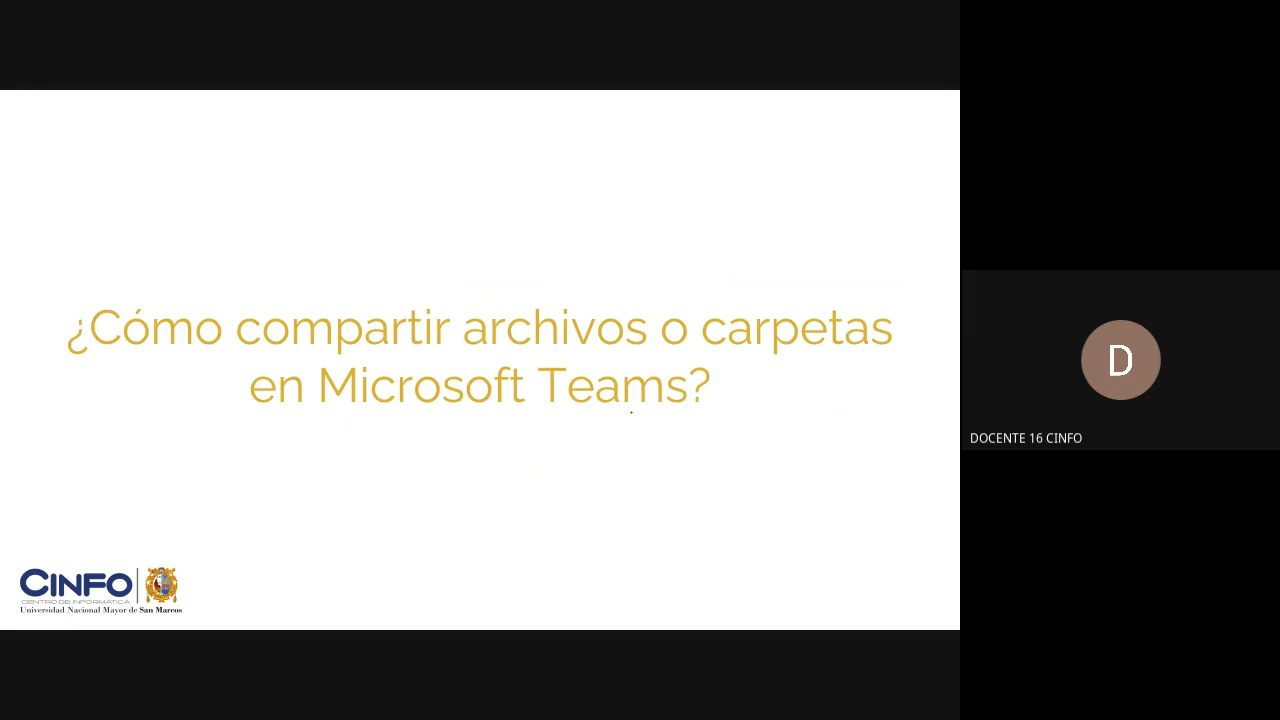 ¿Cómo compartir archivos o carpetas
en Microsoft Teams?
D
DOCENTE 16 CINFO
CINFO
CENTRO DE INFORMÁTICA
Universidad Nacional Mayor de San Marcos